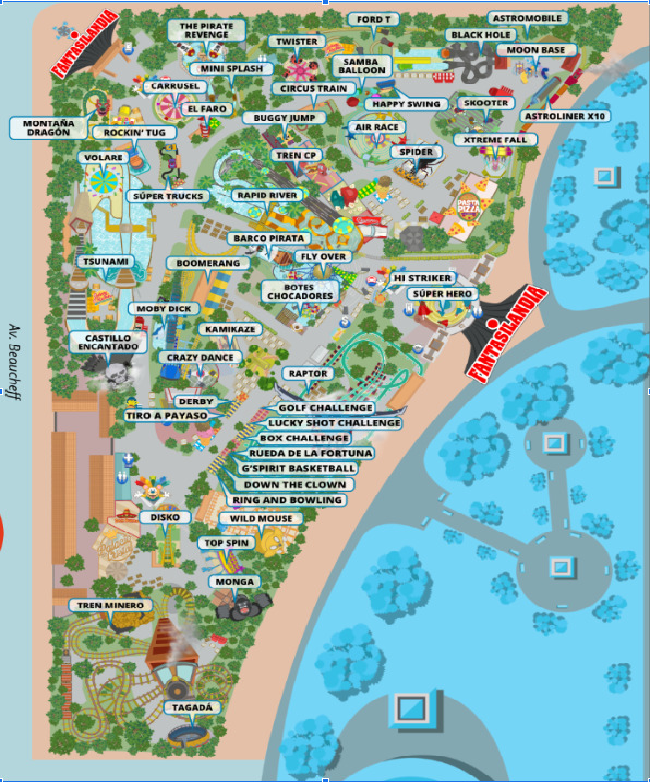 FORD T
ASTROMOBILE
THE PIRATE
REVENGE
FANTASILANDIA
TWISTER
BLACK HOLE
MOON BASE
MINI SPLASH
SAMBA
BALLOON
CARRUSEL
CIRCUS TRAIN
HAPPY SWING
SKOOTER
EL FARO
BUGGY JUMP
ASTROLINER X10
MONTAÑA
DRAGÓN
ROCKIN' TUG
AIR RACE
XTREME FALL
VOLARE
TREN CP
SPIDER
SÚPER TRUCKS
RAPID RIVER
PASTA
PIZZA
BARCO PIRATA
FLY OVER
TSUNAMI
BOOMERANG
HI STRIKER
BOTES
CHOCADORES
SÚPER HERO
FANTASILANDIA
MOBY DICK
KAMIKAZE
CASTILLO
ENCANTADO
CRAZY DANCE
Av. Beaucheff
RAPTOR
DERBY
TIRO A PAYASO
GOLF CHALLENGE
LUCKY SHOT CHALLENGE
BOX CHALLENGE
RUEDA DE LA FORTUNA
G'SPIRIT BASKETBALL
DOWN THE CLOWN
RING AND BOWLING
DISKO
WILD MOUSE
TOP SPIN
MONGA
TREN MINERO
TAGADÁ